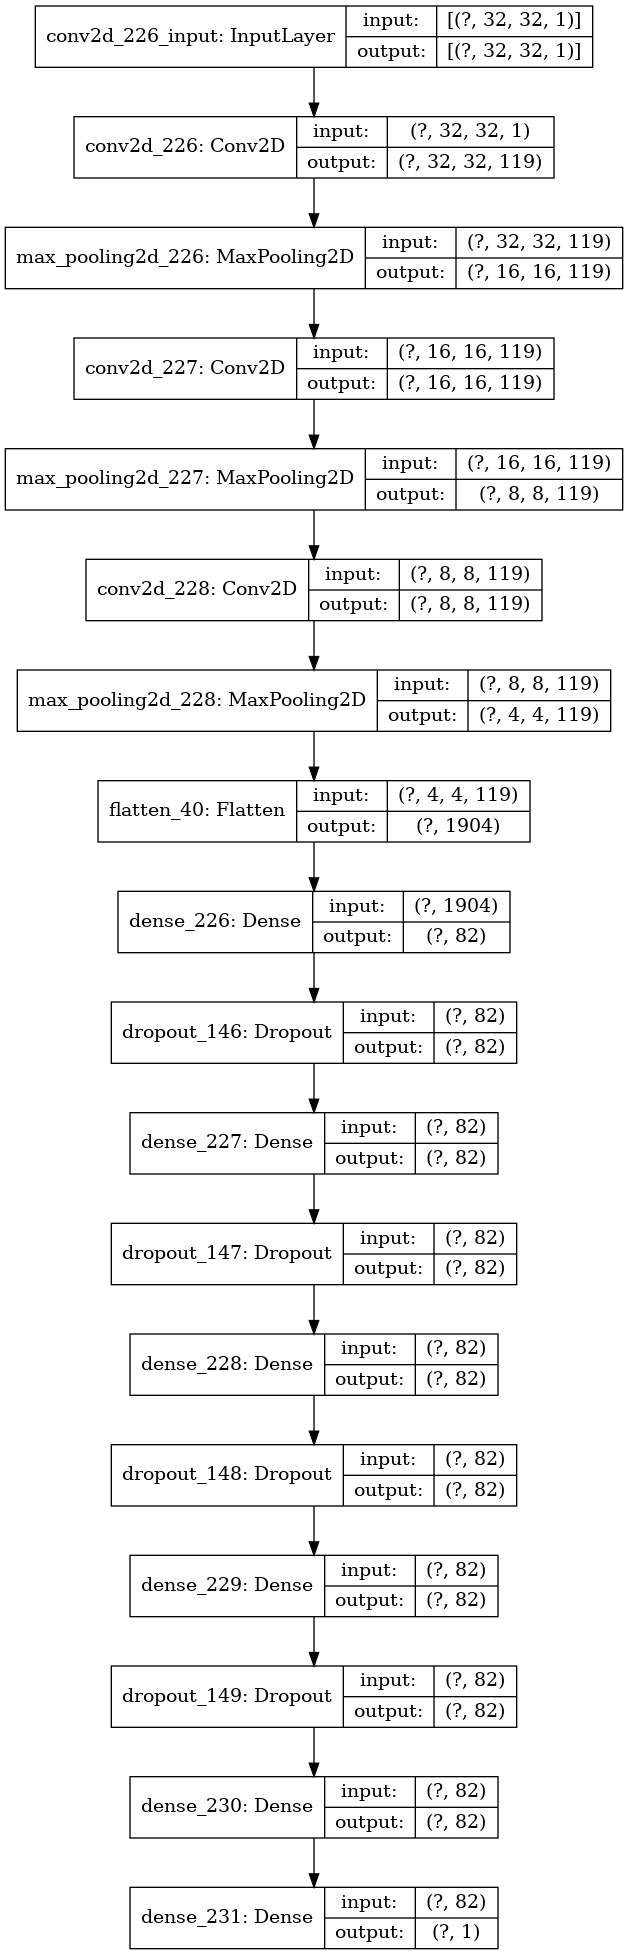 conv2d_226_input: InputLayer
input: [(?, 32, 32, 1)]
output: [(?, 32, 32, 1)]
conv2d_226: Conv2D
input: (?, 32, 32, 1)
output: (?, 32, 32, 119)
max_pooling2d_226: MaxPooling2D
input: (?, 32, 32, 119)
output: (?, 16, 16, 119)
conv2d_227: Conv2D
input: (?, 16, 16, 119)
output: (?, 16, 16, 119)
max_pooling2d_227: MaxPooling2D
input: (?, 16, 16, 119)
output: (?, 8, 8, 119)
conv2d_228: Conv2D
input: (?, 8, 8, 119)
output: (?, 8, 8, 119)
max_pooling2d_228: MaxPooling2D
input: (?, 8, 8, 119)
output: (?, 4, 4, 119)
flatten_40: Flatten
input: (?, 4, 4, 119)
output: (?, 1904)
dense_226: Dense
input: (?, 1904)
output: (?, 82)
dropout_146: Dropout
input: (?, 82)
output: (?, 82)
dense_227: Dense
input: (?, 82)
output: (?, 82)
dropout_147: Dropout
input: (?, 82)
output: (?, 82)
dense_228: Dense
input: (?, 82)
output: (?, 82)
dropout_148: Dropout
input: (?, 82)
output: (?, 82)
dense_229: Dense
input: (?, 82)
output: (?, 82)
dropout_149: Dropout
input: (?, 82)
output: (?, 82)
dense_230: Dense
input: (?, 82)
output: (?, 82)
dense_231: Dense
input: (?, 82)
output: (?, 1)